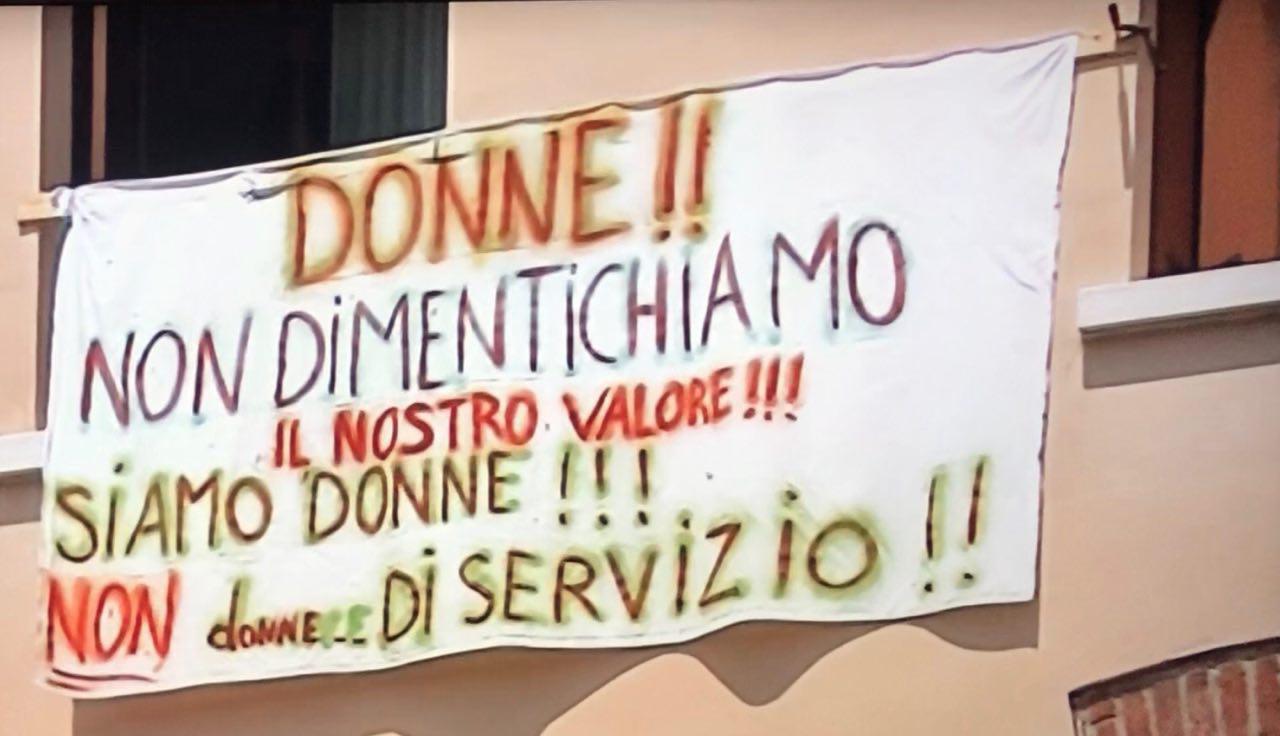 DONNE!!
NON DiMENTiCHiAMO
IL NOSTRO VALORE!!!
SiAMO DONNE!!!
NON donne... Di SERViZiO!!